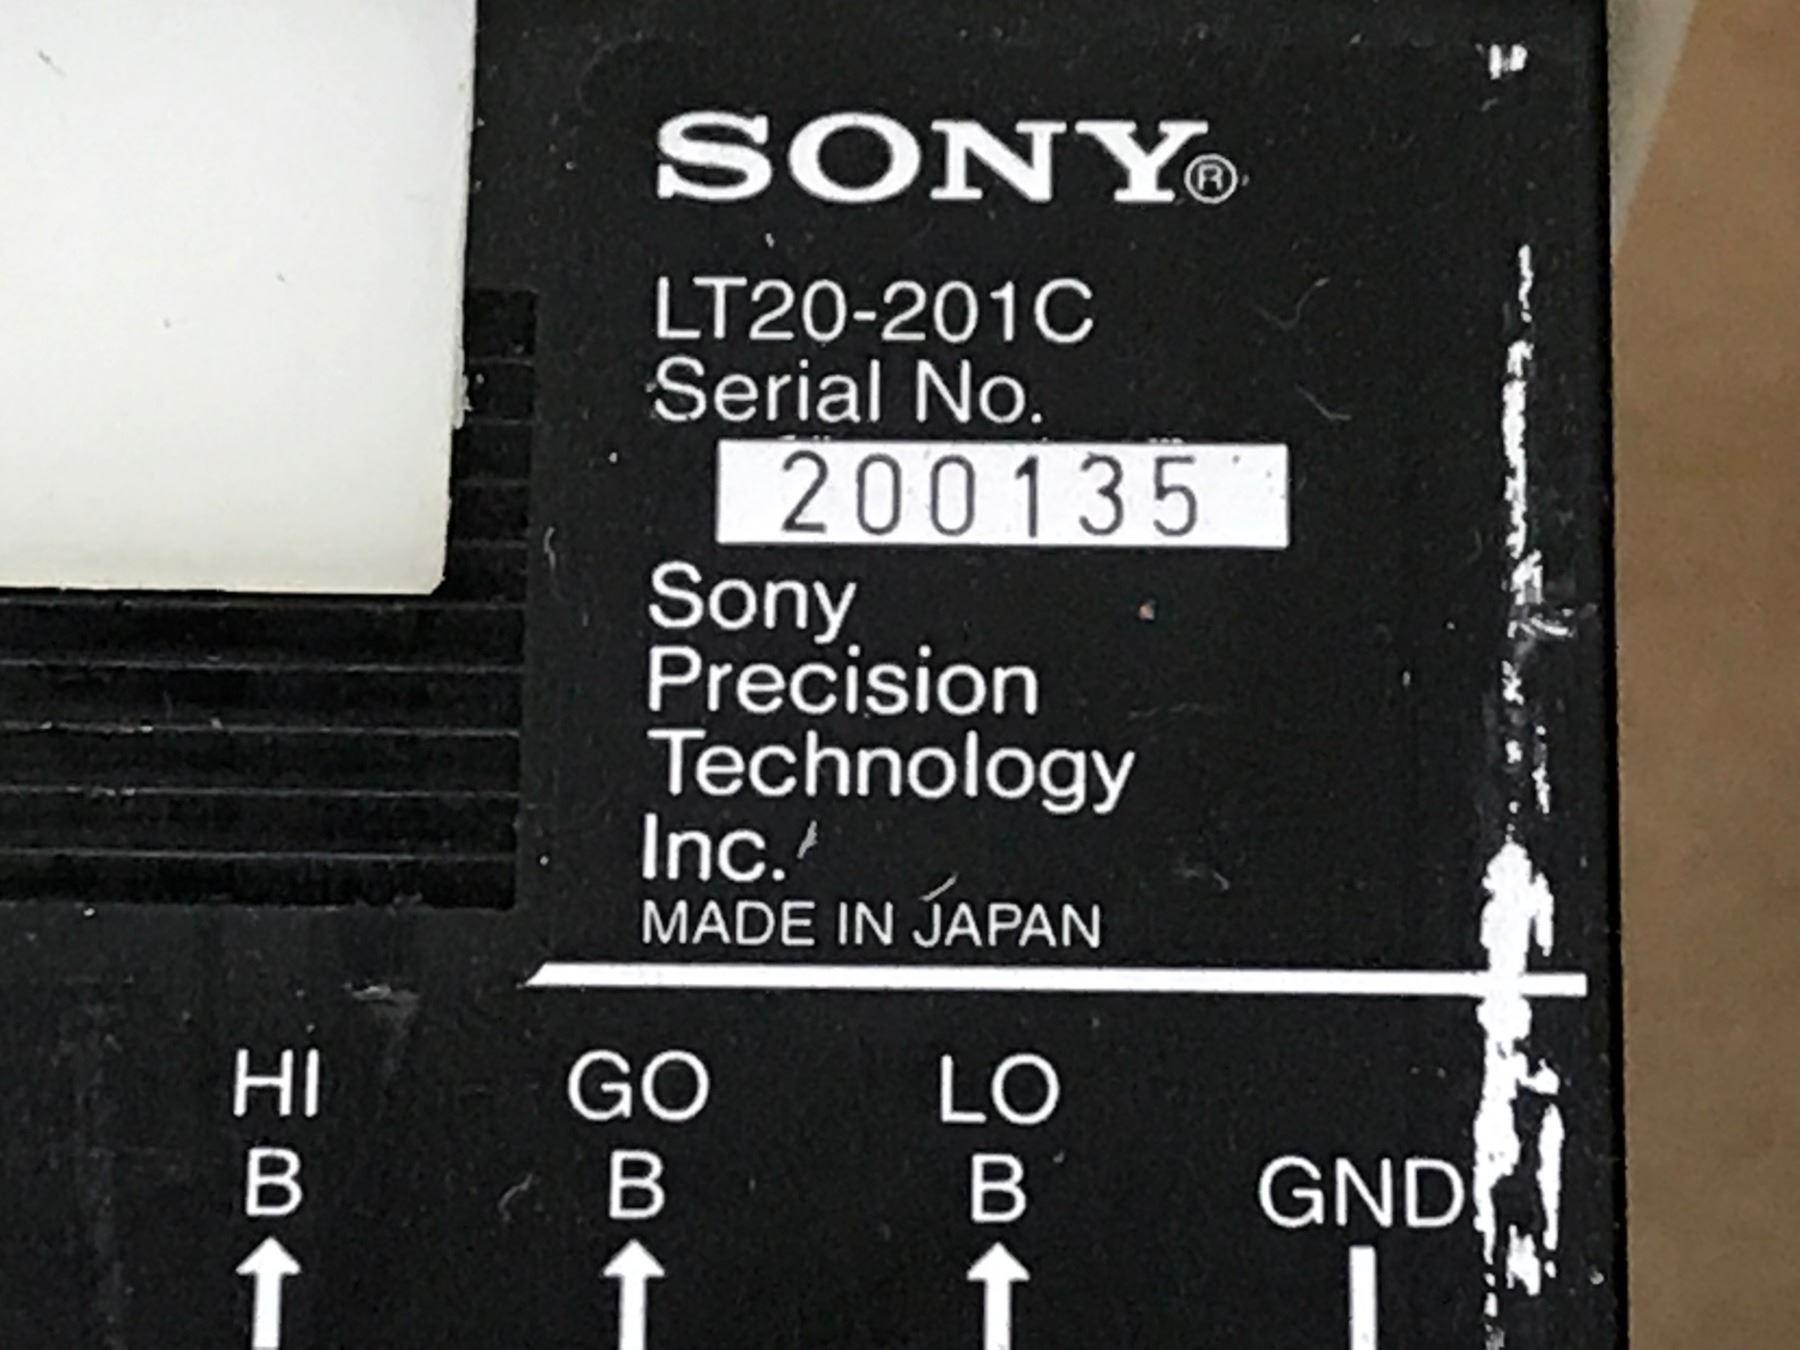 SONY®
LT20-201C
Serial No.
200135
Sony
Precision
Technology
Inc.
MADE IN JAPAN
HI GO LO
B B B GND